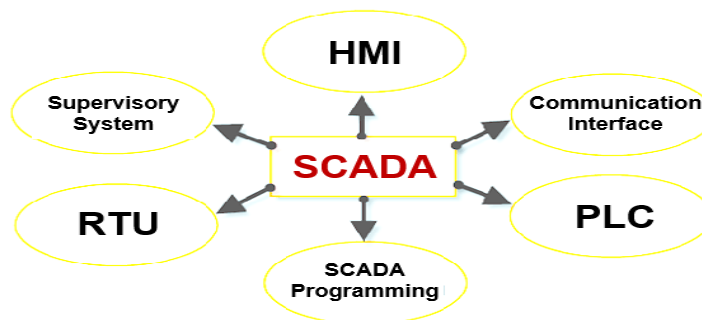 HMI
Supervisory
System
Communication
Interface
SCADA
RTU
PLC
SCADA
Programming